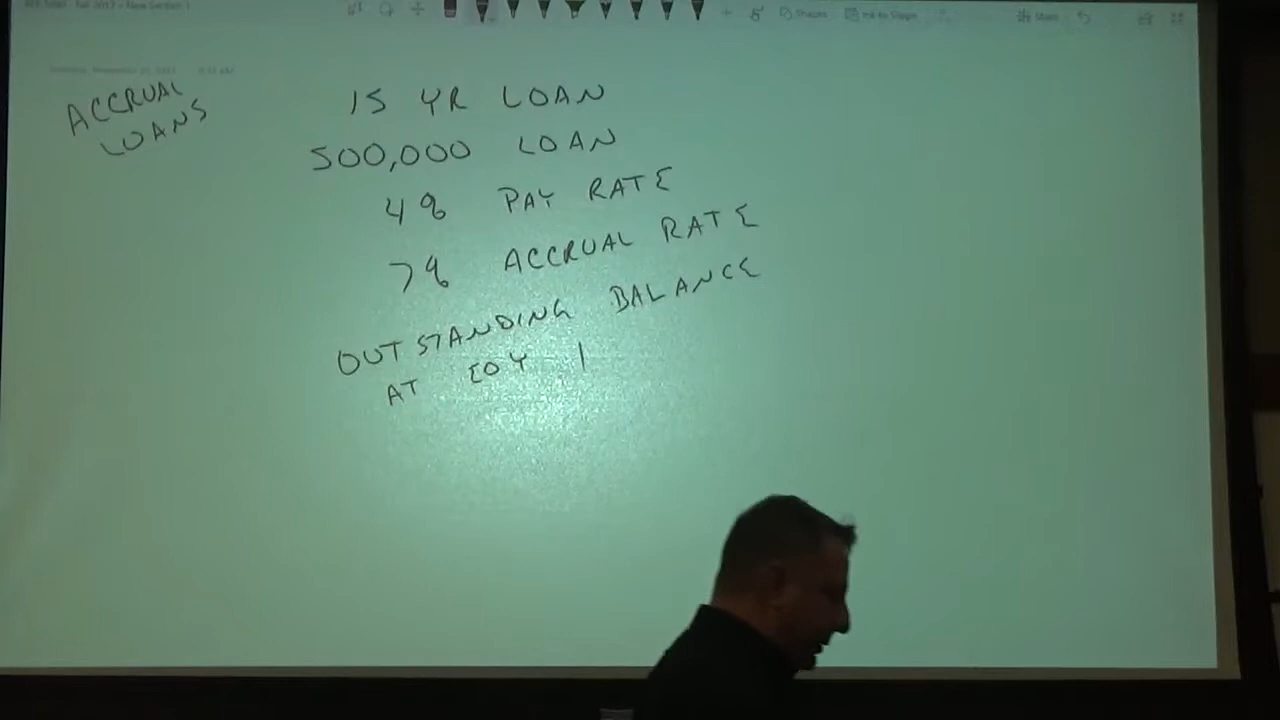 ACCRUAL
LOANS
15 YR LOAN
500,000 LOAN
4% PAY RATE
7% ACCRUAL RATE
OUTSTANDING BALANCE
AT EOY 1